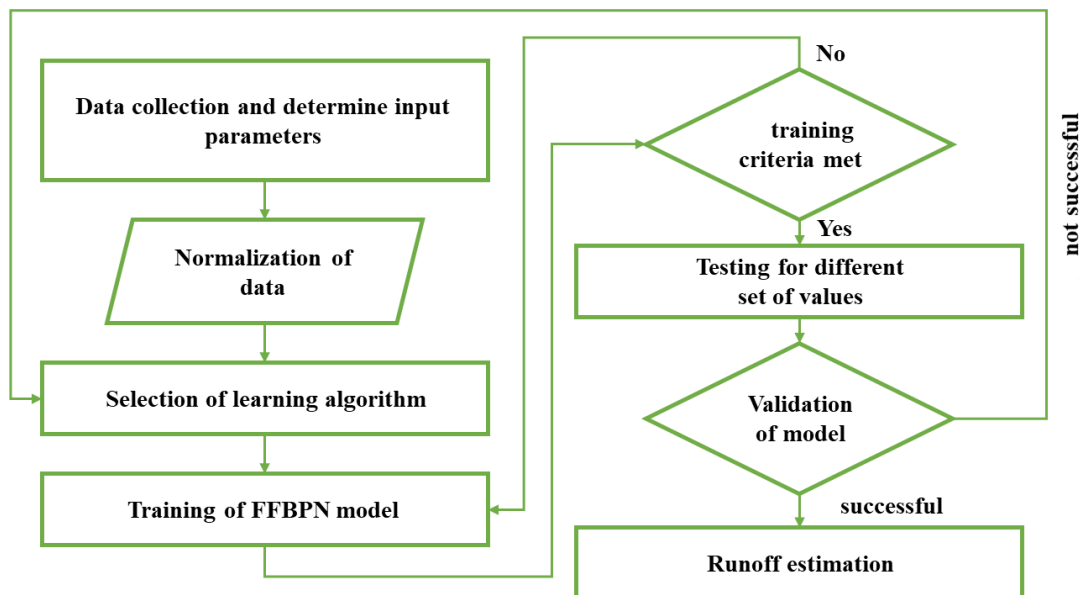 Data collection and determine input
parameters
Normalization of
data
Selection of learning algorithm
Training of FFBPN model
No
training
criteria met
Yes
Testing for different
set of values
Validation
of model
not successful
successful
Runoff estimation